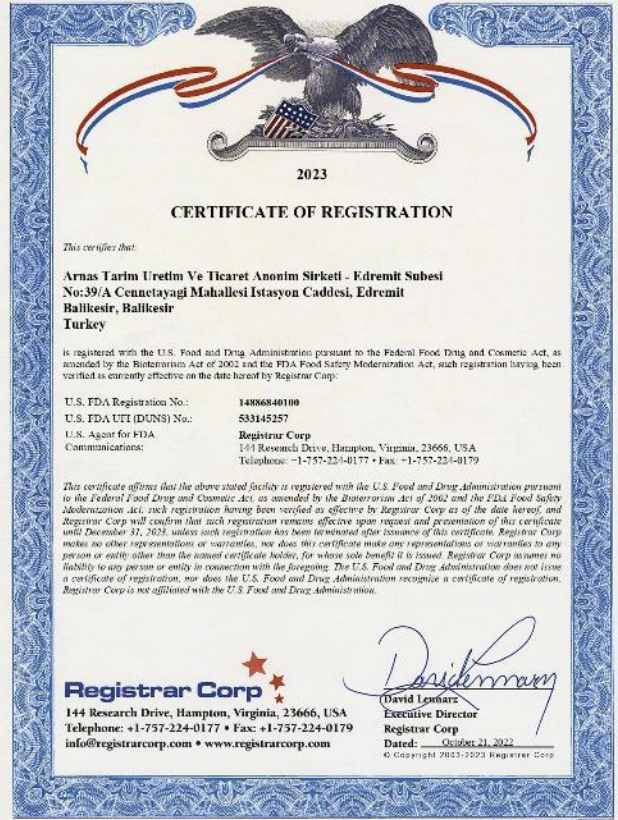 2023
CERTIFICATE OF REGISTRATION
This certifies that:
Arnas Tarim Uretim Ve Ticaret Anonim Sirketi - Edremit Subesi
No:39/A Cennetayagi Mahallesi Istasyon Caddesi, Edremit
Balikesir, Balikesir
Turkey
is registered with the U.S. Food and Drug Administration pursuant to the Federal Food Drug and Cosmetic Act, as
amended by the Bioterrorism Act of 2002 and the FDA Food Safety Modernization Act, such registration having been
verified as currently effective on the date hereof by Registrar Corp:
U.S. FDA Registration No.: 14886840100
U.S. FDA UFI (DUNS) No.: 533145257
U.S. Agent for FDA Registrar Corp
Communications: 144 Research Drive, Hampton, Virginia, 23666, USA
Telephone: +1-757-224-0177 • Fax: +1-757-224-0179
This certificate affirms that the above stated facility is registered with the U.S. Food and Drug Administration pursuant
to the Federal Food Drug and Cosmetic Act, as amended by the Bioterrorism Act of 2002 and the FDA Food Safety
Modernization Act, such registration having been verified as effective by Registrar Corp as of the date hereof, and
Registrar Corp will confirm that such registration remains effective upon request and presentation of this certificate
until December 31, 2023, unless such registration has been terminated after issuance of this certificate. Registrar Corp
makes no other representations or warranties, nor does this certificate make any representations or warranties to any
person or entity other than the named certificate holder, for whose sole benefit it is issued. Registrar Corp assumes no
liability to any person or entity in connection with the foregoing. The U.S. Food and Drug Administration does not issue
a certificate of registration, nor does the U.S. Food and Drug Administration recognize a certificate of registration.
Registrar Corp is not affiliated with the U.S. Food and Drug Administration.
Registrar Corp
144 Research Drive, Hampton, Virginia, 23666, USA
Telephone: +1-757-224-0177 • Fax: +1-757-224-0179
info@registrarcorp.com • www.registrarcorp.com
David Lennarz
David Lennarz
Executive Director
Registrar Corp
Dated: October 21, 2022
© Copyright 2003-2023 Registrar Corp